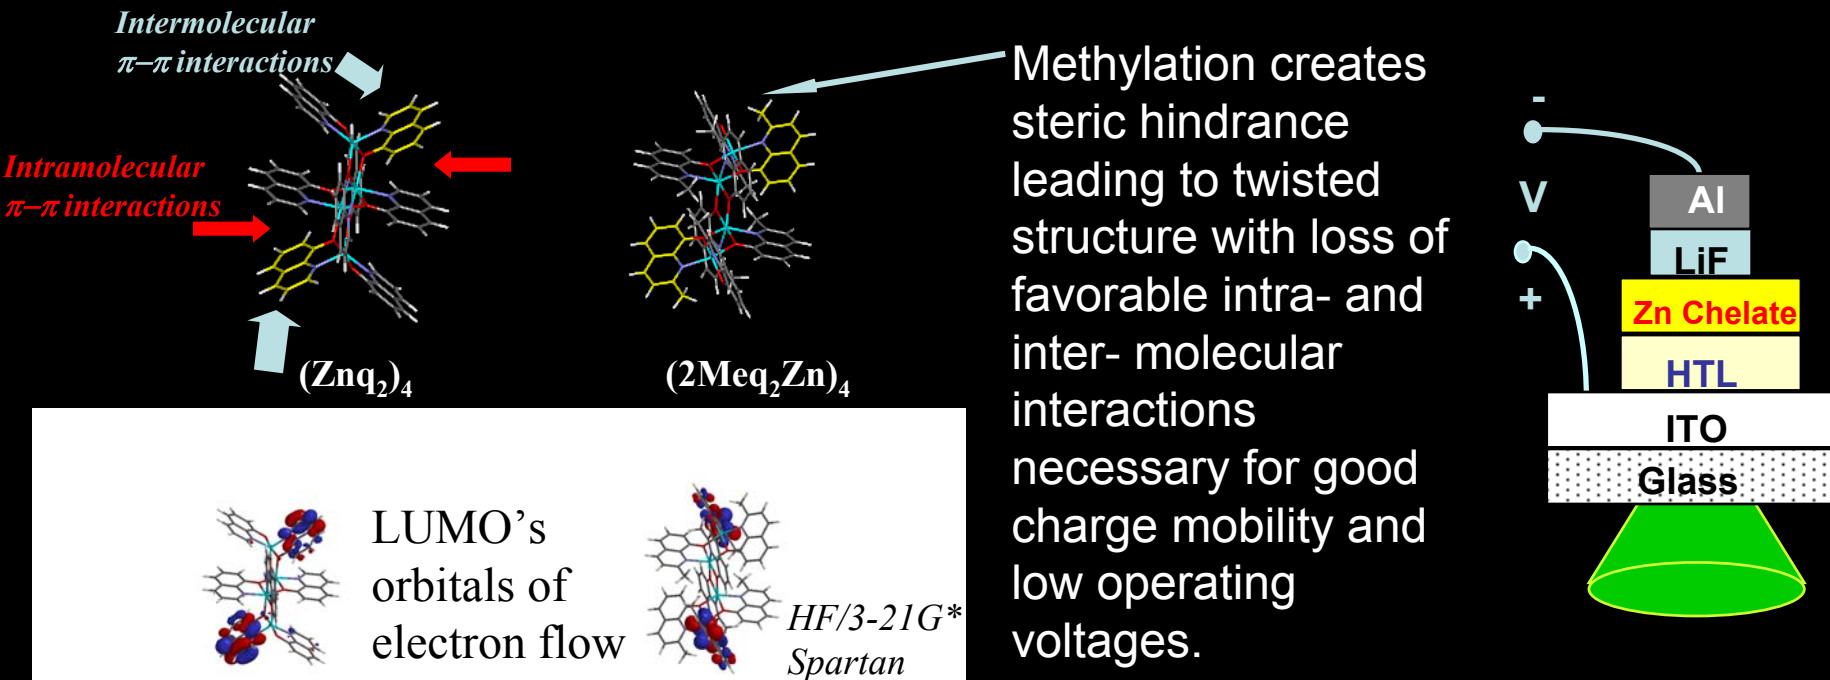 Intermolecular
π–π interactions
Intramolecular
π–π interactions
(Znq₂)₄
(2Meq₂Zn)₄
LUMO's
orbitals of
electron flow
HF/3-21G*
Spartan
Methylation creates
steric hindrance
leading to twisted
structure with loss of
favorable intra- and
inter- molecular
interactions
necessary for good
charge mobility and
low operating
voltages.
-
V
+
Al
LiF
Zn Chelate
HTL
ITO
Glass